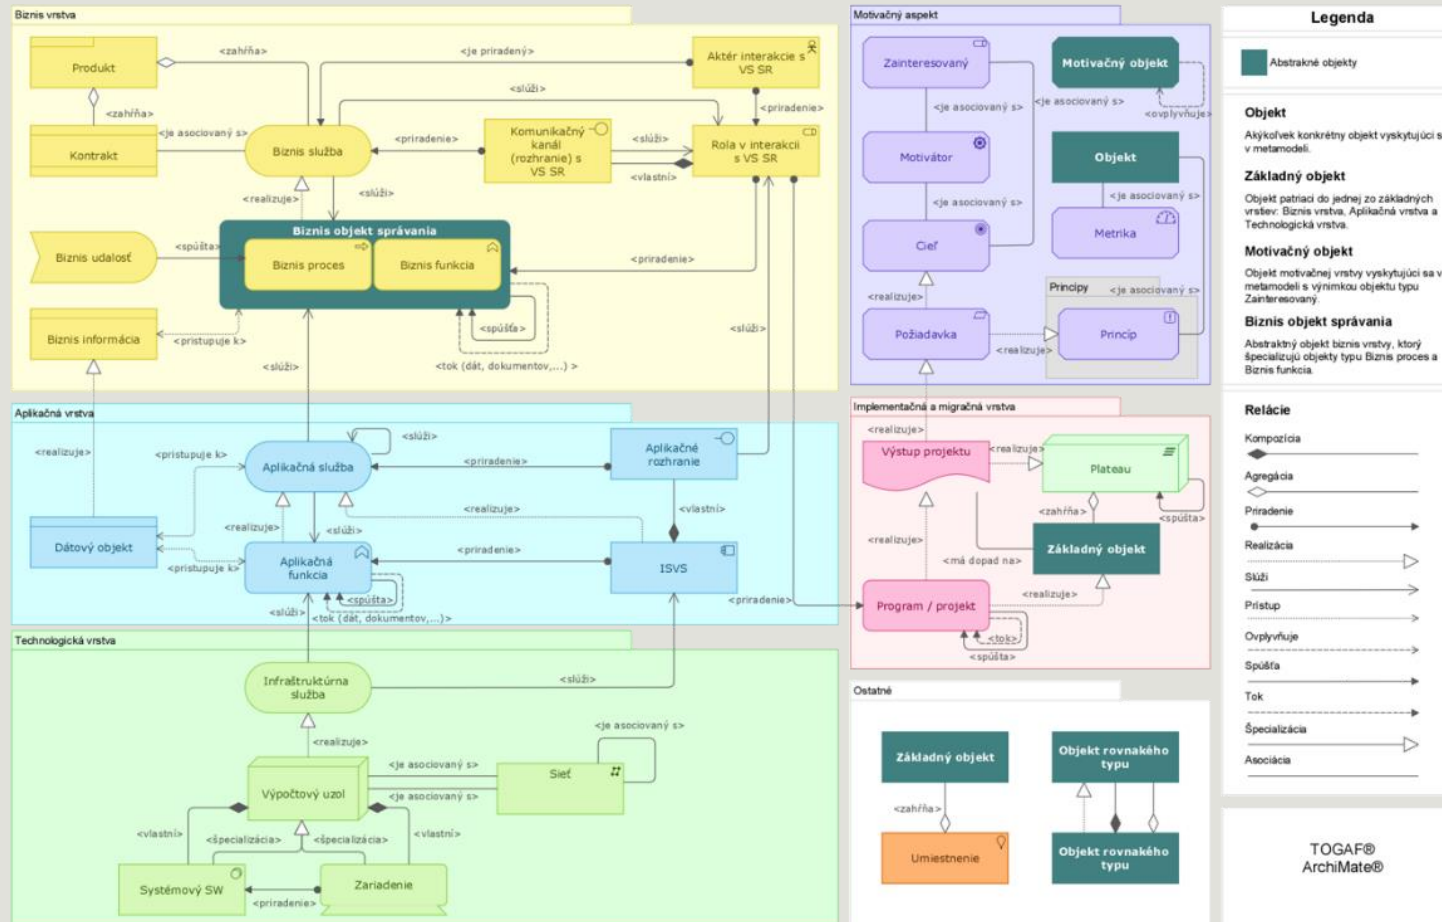 Biznis vrstva
Produkt
<zahŕňa>
<je priradený>
Aktér interakcie s
VS SR
<slúži>
<priradenie>
<zahŕňa>
Kontrakt
<je asociovaný s>
Biznis služba
<priradenie>
Komunikačný
kanál
(rozhranie) s
VS SR
<slúži>
<vlastní>
Rola v interakcii
s VS SR
<realizuje>
<slúži>
Biznis objekt správania
Biznis udalosť
<spúšta>
Biznis proces
Biznis funkcia
<priradenie>
Biznis informácia
<pristupuje k>
<spúšťa>
<tok (dát, dokumentov,...) >
<slúži>
<slúži>
Aplikačná vrstva
<realizuje>
<pristupuje k>
Aplikačná služba
<slúži>
<priradenie>
Aplikačné
rozhranie
<realizuje>
<slúži>
<realizuje>
<vlastní>
Dátový objekt
<pristupuje k>
Aplikačná
funkcia
<priradenie>
ISVS
<spúšta>
<slúži>
<tok (dát, dokumentov,...)>
<priradenie>
Technologická vrstva
Infraštruktúrna
služba
<slúži>
<realizuje>
<je asociovaný s>
Výpočtový uzol
<je asociovaný s>
<je asociovaný s>
Sieť
<vlastní>
<špecializácia>
<špecializácia>
<vlastní>
Systémový SW
<priradenie>
Zariadenie
Motivačný aspekt
Zainteresovaný
Motivačný objekt
<je asociovaný s>
<je asociovaný s>
<ovplyvňuje>
Motivátor
Objekt
<je asociovaný s>
<je asociovaný s>
Cieľ
Metrika
<realizuje>
Princípy
<je asociovaný s>
Požiadavka
<realizuje>
Princíp
Implementačná a migračná vrstva
<realizuje>
Výstup projektu
<realizuje>
Plateau
<zahŕňa>
<spúšta>
<realizuje>
Základný objekt
<má dopad na>
Program / projekt
<realizuje>
<tok>
<spúšta>
Ostatné
Základný objekt
<zahŕňa>
Umiestnenie
Objekt rovnakého
typu
Objekt rovnakého
typu
Legenda
Abstrakné objekty
Objekt
Akýkoľvek konkrétny objekt vyskytujúci s
v metamodeli.
Základný objekt
Objekt patriaci do jednej zo základných
vrstiev: Biznis vrstva, Aplikačná vrstva a
Technologická vrstva.
Motivačný objekt
Objekt motivačnej vrstvy vyskytujúci sa v
metamodeli s výnimkou objektu typu
Zainteresovaný.
Biznis objekt správania
Abstraktný objekt biznis vrstvy, ktorý
špecializujú objekty typu Biznis proces a
Biznis funkcia.
Relácie
Kompozícia
Agregácia
Priradenie
Realizácia
Slúži
Prístup
Ovplyvňuje
Spúšťa
Tok
Špecializácia
Asociácia
TOGAF®
ArchiMate®